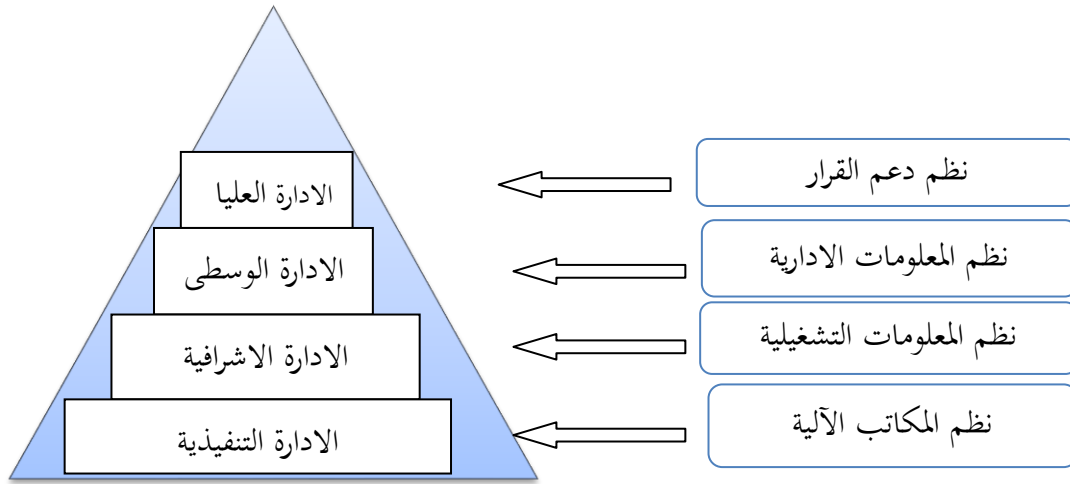 نظم دعم القرار
الادارة العليا
نظم المعلومات الادارية
الادارة الوسطى
نظم المعلومات التشغيلية
الادارة الاشرافية
نظم المكاتب الآلية
الادارة التنفيذية